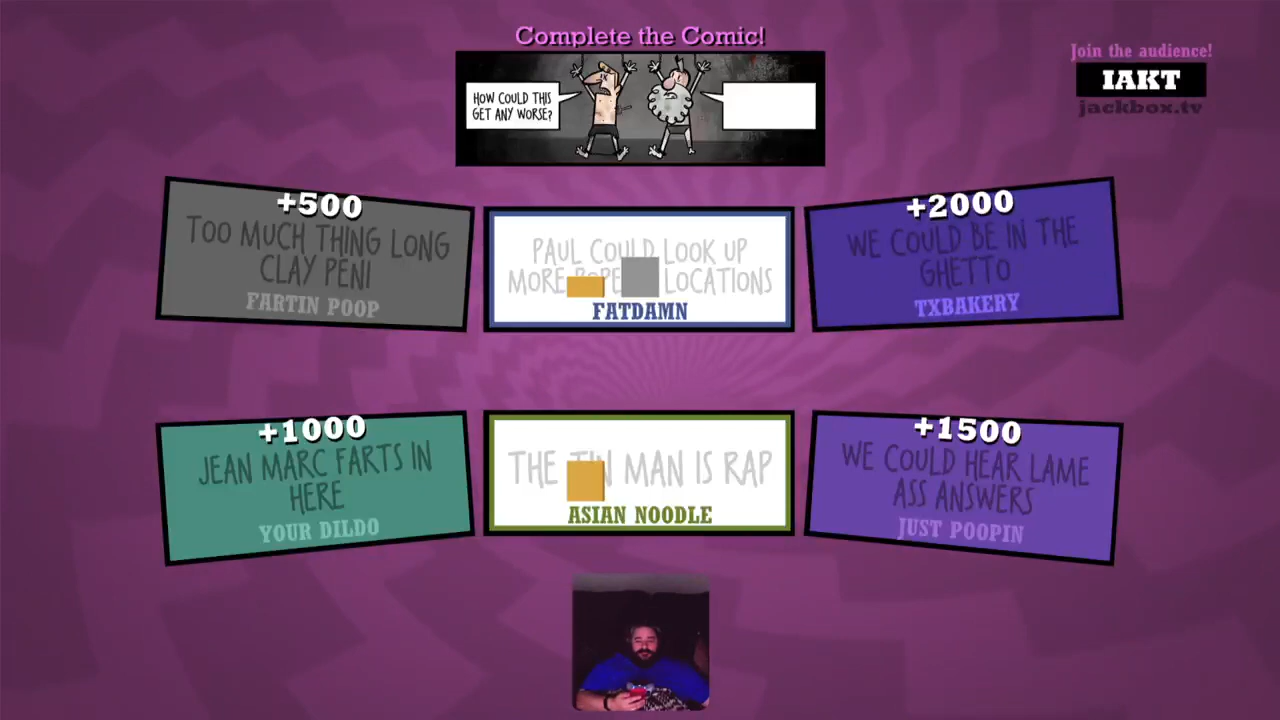 Complete the Comic!
Join the audience!
IAKT
jackbox.tv
HOW COULD THIS
GET ANY WORSE?
+500
TOO MUCH THING LONG
CLAY PENI
FARTIN POOP
PAUL COULD LOOK UP
MORE LOCATIONS
FATDAMN
+2000
WE COULD BE IN THE
GHETTO
TXBAKERY
+1000
JEAN MARC FARTS IN
HERE
YOUR DILDO
THE TIN MAN IS RAP
ASIAN NOODLE
+1500
WE COULD HEAR LAME
ASS ANSWERS
JUST POOPIN